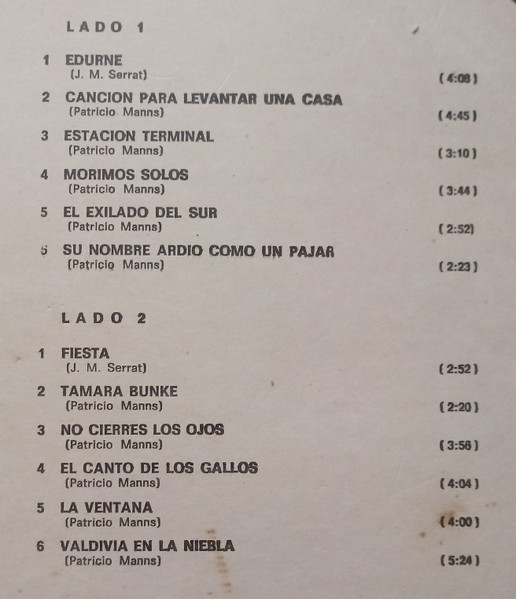 LADO 1
1 EDURNE
(J. M. Serrat) (4:08)
2 CANCION PARA LEVANTAR UNA CASA
(Patricio Manns) (4:45)
3 ESTACION TERMINAL
(Patricio Manns) (3:10)
4 MORIMOS SOLOS
(Patricio Manns) (3:44)
5 EL EXILADO DEL SUR
(Patricio Manns) (2:52)
6 SU NOMBRE ARDIO COMO UN PAJAR
(Patricio Manns) (2:23)
LADO 2
1 FIESTA
(J. M. Serrat) (2:52)
2 TAMARA BUNKE
(Patricio Manns) (2:20)
3 NO CIERRES LOS OJOS
(Patricio Manns) (3:56)
4 EL CANTO DE LOS GALLOS
(Patricio Manns) (4:04)
5 LA VENTANA
(Patricio Manns) (4:00)
6 VALDIVIA EN LA NIEBLA
(Patricio Manns) (5:24)